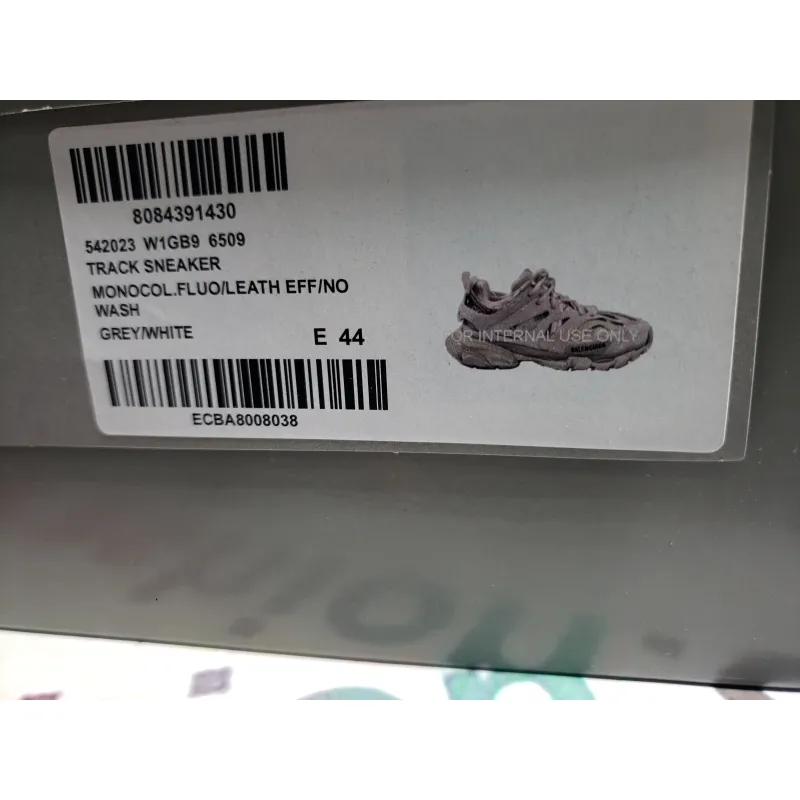 8084391430
542023 W1GB9 6509
TRACK SNEAKER
MONOCOL.FLUO/LEATH EFF/NO
WASH
GREY/WHITE E 44
ECBA8008038
FOR INTERNAL USE ONLY
BALENCIAGA